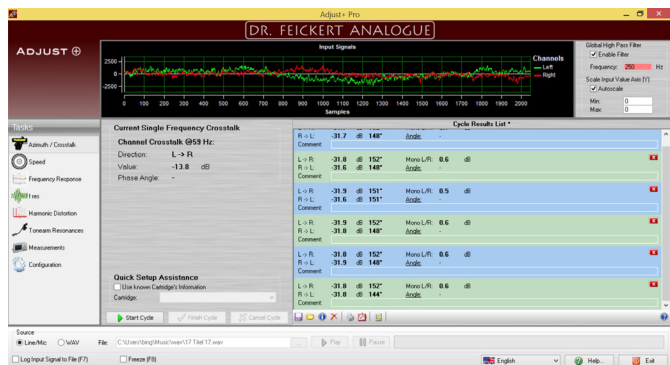 Adjust+ Pro
DR. FEICKERT ANALOGUE
ADJUST
Input Signals
2500
0
-2500
0 100 200 300 400 500 600 700 800 900 1000 1100 1200 1300 1400 1500 1600 1700 1800 1900 2000
Samples
Channels
Left
Right
Global High Pass Filter
Enable Filter
Frequency: 250 Hz
Scale Input Value Axis (Y)
Autoscale
Min: 0
Max: 0
Tasks
Azimuth / Crosstalk
Speed
Frequency Response
f res
Harmonic Distortion
Tonearm Resonances
Measurements
Configuration
Current Single Frequency Crosstalk
Channel Crosstalk @59 Hz:
Direction: L -> R
Value: -13.8 dB
Phase Angle: -
Quick Setup Assistance
Use known Cartridge's Information
Cartridge:
Start Cycle Finish Cycle Cancel Cycle
Cycle Results List *
R -> L: -31.7 dB 148° Angle: -
Comment
L -> R: -31.8 dB 152° Mono L/R: 0.6 dB
R -> L: -31.6 dB 148° Angle: -
Comment
L -> R: -31.9 dB 151° Mono L/R: 0.5 dB
R -> L: -31.6 dB 151° Angle: -
Comment
L -> R: -31.9 dB 152° Mono L/R: 0.6 dB
R -> L: -31.8 dB 148° Angle: -
Comment
L -> R: -31.8 dB 152° Mono L/R: 0.6 dB
R -> L: -31.9 dB 148° Angle: -
Comment
L -> R: -31.8 dB 152° Mono L/R: 0.6 dB
R -> L: -31.8 dB 144° Angle: -
Comment
Source
Line/Mic WAV File: C:\Users\bing\Music\wav\17 Titel 17.wav ... Play Pause
Log Input Signal to File (F7) Freeze (F8) English Help... Exit